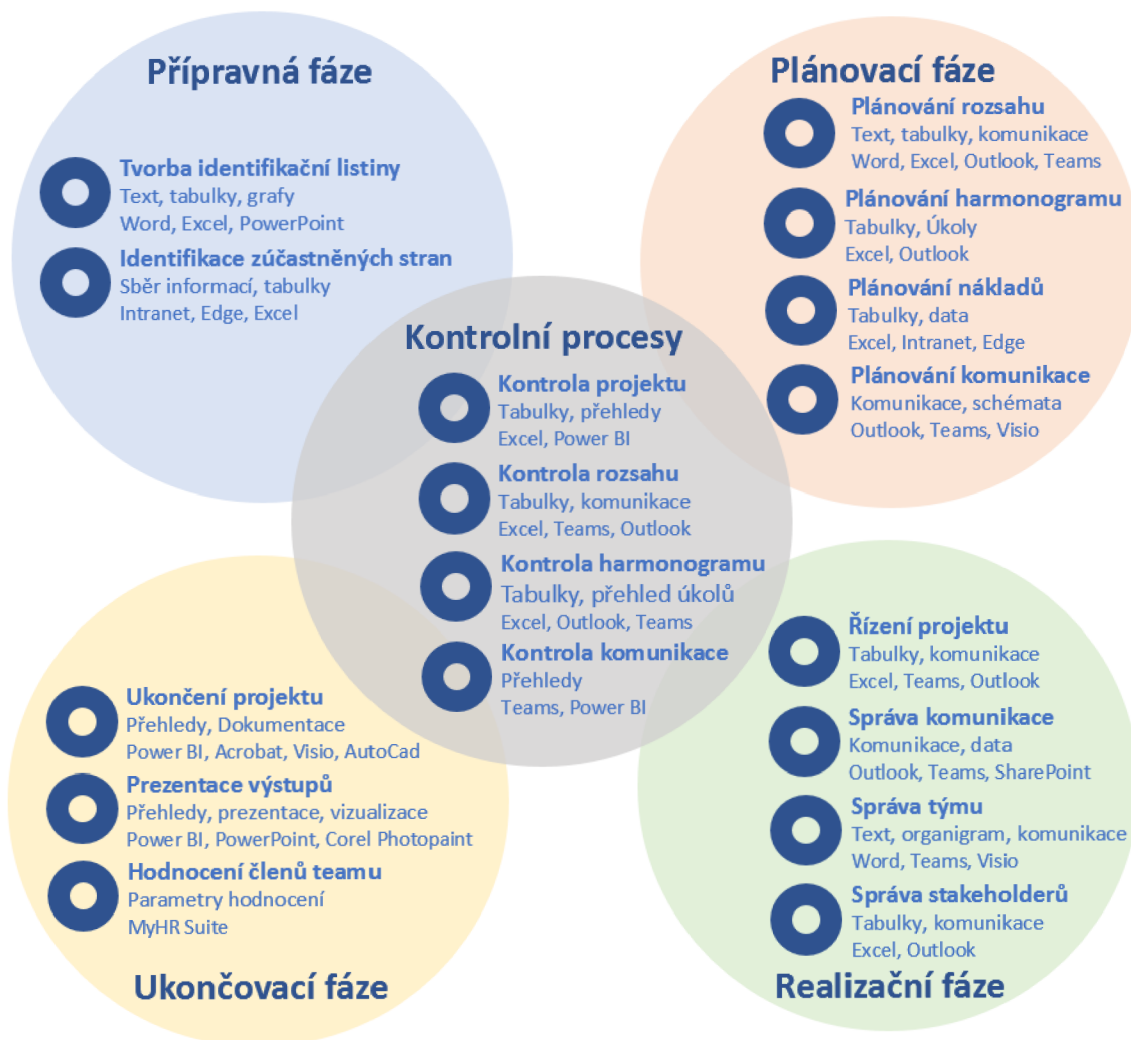 Přípravná fáze
Tvorba identifikační listiny
Text, tabulky, grafy
Word, Excel, PowerPoint
Identifikace zúčastněných stran
Sběr informací, tabulky
Intranet, Edge, Excel
Plánovací fáze
Plánování rozsahu
Text, tabulky, komunikace
Word, Excel, Outlook, Teams
Plánování harmonogramu
Tabulky, Úkoly
Excel, Outlook
Plánování nákladů
Tabulky, data
Excel, Intranet, Edge
Plánování komunikace
Komunikace, schémata
Outlook, Teams, Visio
Kontrolní procesy
Kontrola projektu
Tabulky, přehledy
Excel, Power BI
Kontrola rozsahu
Tabulky, komunikace
Excel, Teams, Outlook
Kontrola harmonogramu
Tabulky, přehled úkolů
Excel, Outlook, Teams
Kontrola komunikace
Přehledy
Teams, Power BI
Ukončení projektu
Přehledy, Dokumentace
Power BI, Acrobat, Visio, AutoCad
Prezentace výstupů
Přehledy, prezentace, vizualizace
Power BI, PowerPoint, Corel Photopaint
Hodnocení členů teamu
Parametry hodnocení
MyHR Suite
Ukončovací fáze
Řízení projektu
Tabulky, komunikace
Excel, Teams, Outlook
Správa komunikace
Komunikace, data
Outlook, Teams, SharePoint
Správa týmu
Text, organigram, komunikace
Word, Teams, Visio
Správa stakeholderů
Tabulky, komunikace
Excel, Outlook
Realizační fáze